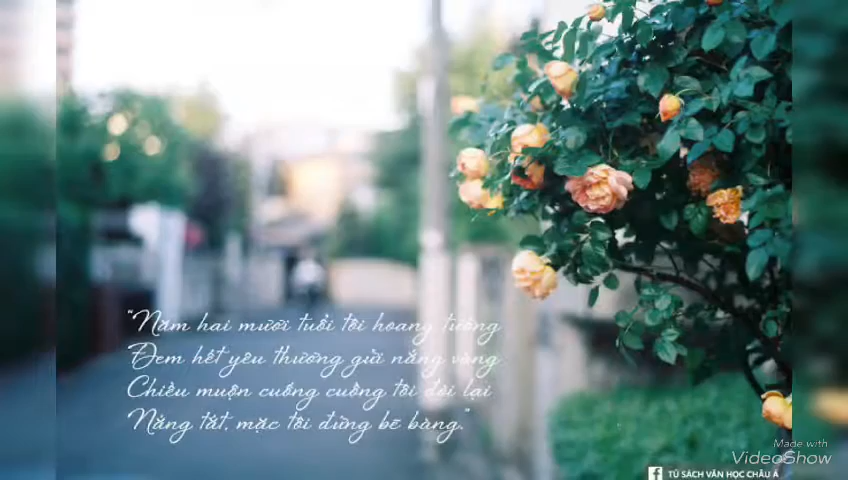 "Năm hai mươi tuổi tôi hoang tưởng
Đem hết yêu thương gửi nắng vàng
Chiều muộn cuống cuồng tôi đòi lại
Nắng tắt, mặc tôi đứng bẽ bàng."
Made with
VideoShow
TỦ SÁCH VĂN HỌC CHÂU Á